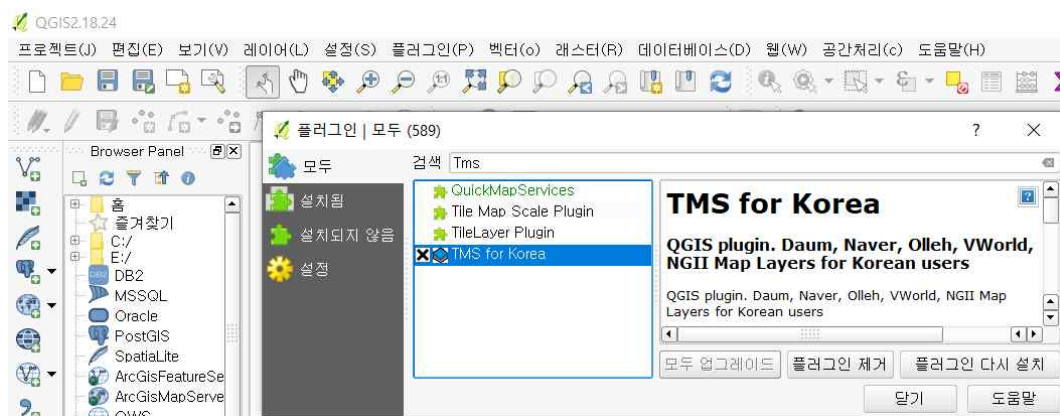 QGIS2.18.24
프로젝트(J) 편집(E) 보기(V) 레이어(L) 설정(S) 플러그인(P) 벡터(o) 래스터(R) 데이터베이스(D) 웹(W) 공간처리(c) 도움말(H)
Browser Panel
홈
즐겨찾기
C:/
E:/
DB2
MSSQL
Oracle
PostGIS
SpatiaLite
ArcGisFeatureSe
ArcGisMapServe
OWS
플러그인 | 모두 (589)
모두
설치됨
설치되지 않음
설정
검색 Tms
QuickMapServices
Tile Map Scale Plugin
TileLayer Plugin
TMS for Korea
TMS for Korea
QGIS plugin. Daum, Naver, Olleh, VWorld,
NGII Map Layers for Korean users
QGIS plugin. Daum, Naver, Olleh, VWorld, NGII Map
Layers for Korean users
모두 업그레이드 플러그인 제거 플러그인 다시 설치
닫기 도움말